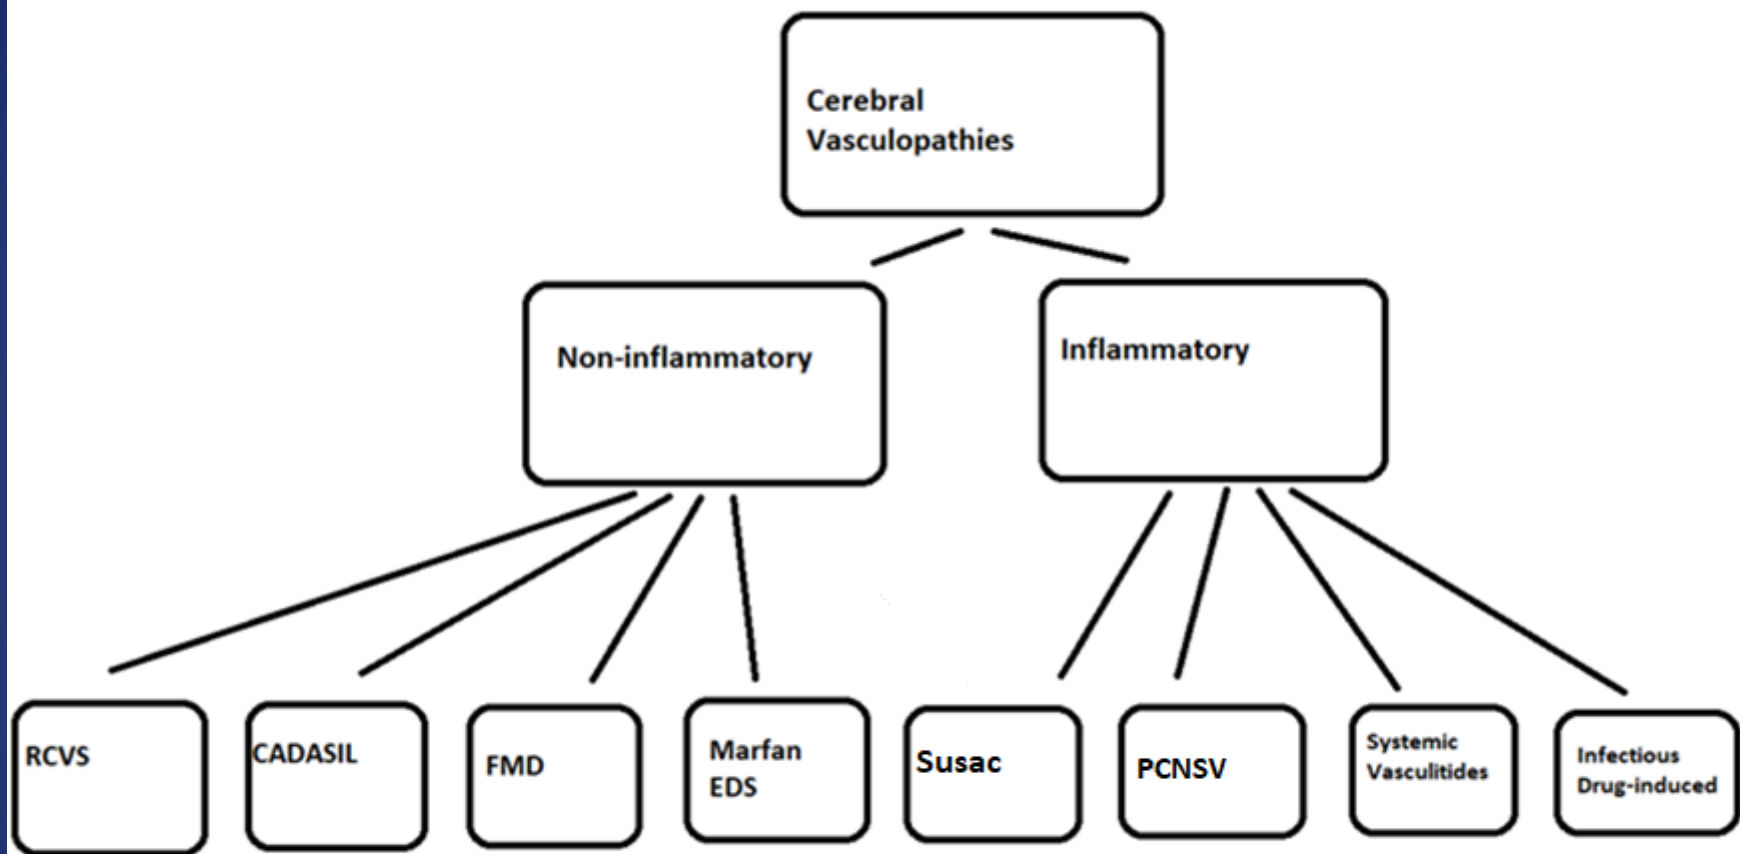 Cerebral
Vasculopathies
Non-inflammatory
Inflammatory
RCVS
CADASIL
FMD
Marfan
EDS
Susac
PCNSV
Systemic
Vasculitides
Infectious
Drug-induced